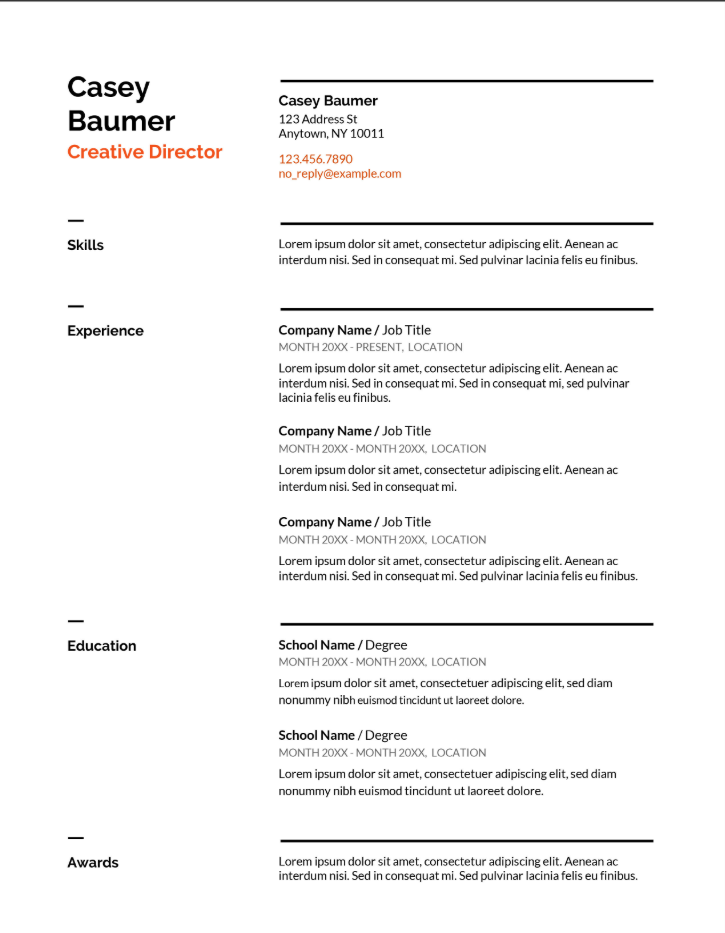 Casey
Baumer
Creative Director
Casey Baumer
123 Address St
Anytown, NY 10011
123.456.7890
no_reply@example.com
Skills
Lorem ipsum dolor sit amet, consectetur adipiscing elit. Aenean ac
interdum nisi. Sed in consequat mi. Sed pulvinar lacinia felis eu finibus.
Experience
Company Name / Job Title
MONTH 20XX - PRESENT, LOCATION
Lorem ipsum dolor sit amet, consectetur adipiscing elit. Aenean ac
interdum nisi. Sed in consequat mi. Sed in consequat mi, sed pulvinar
lacinia felis eu finibus.
Company Name / Job Title
MONTH 20XX - MONTH 20XX, LOCATION
Lorem ipsum dolor sit amet, consectetur adipiscing elit. Aenean ac
interdum nisi. Sed in consequat mi.
Company Name / Job Title
MONTH 20XX - MONTH 20XX, LOCATION
Lorem ipsum dolor sit amet, consectetur adipiscing elit. Aenean ac
interdum nisi. Sed in consequat mi. Sed pulvinar lacinia felis eu finibus.
Education
School Name / Degree
MONTH 20XX - MONTH 20XX, LOCATION
Lorem ipsum dolor sit amet, consectetuer adipiscing elit, sed diam
nonummy nibh euismod tincidunt ut laoreet dolore.
School Name / Degree
MONTH 20XX - MONTH 20XX, LOCATION
Lorem ipsum dolor sit amet, consectetuer adipiscing elit, sed diam
nonummy nibh euismod tincidunt ut laoreet dolore.
Awards
Lorem ipsum dolor sit amet, consectetur adipiscing elit. Aenean ac
interdum nisi. Sed in consequat mi. Sed pulvinar lacinia felis eu finibus.